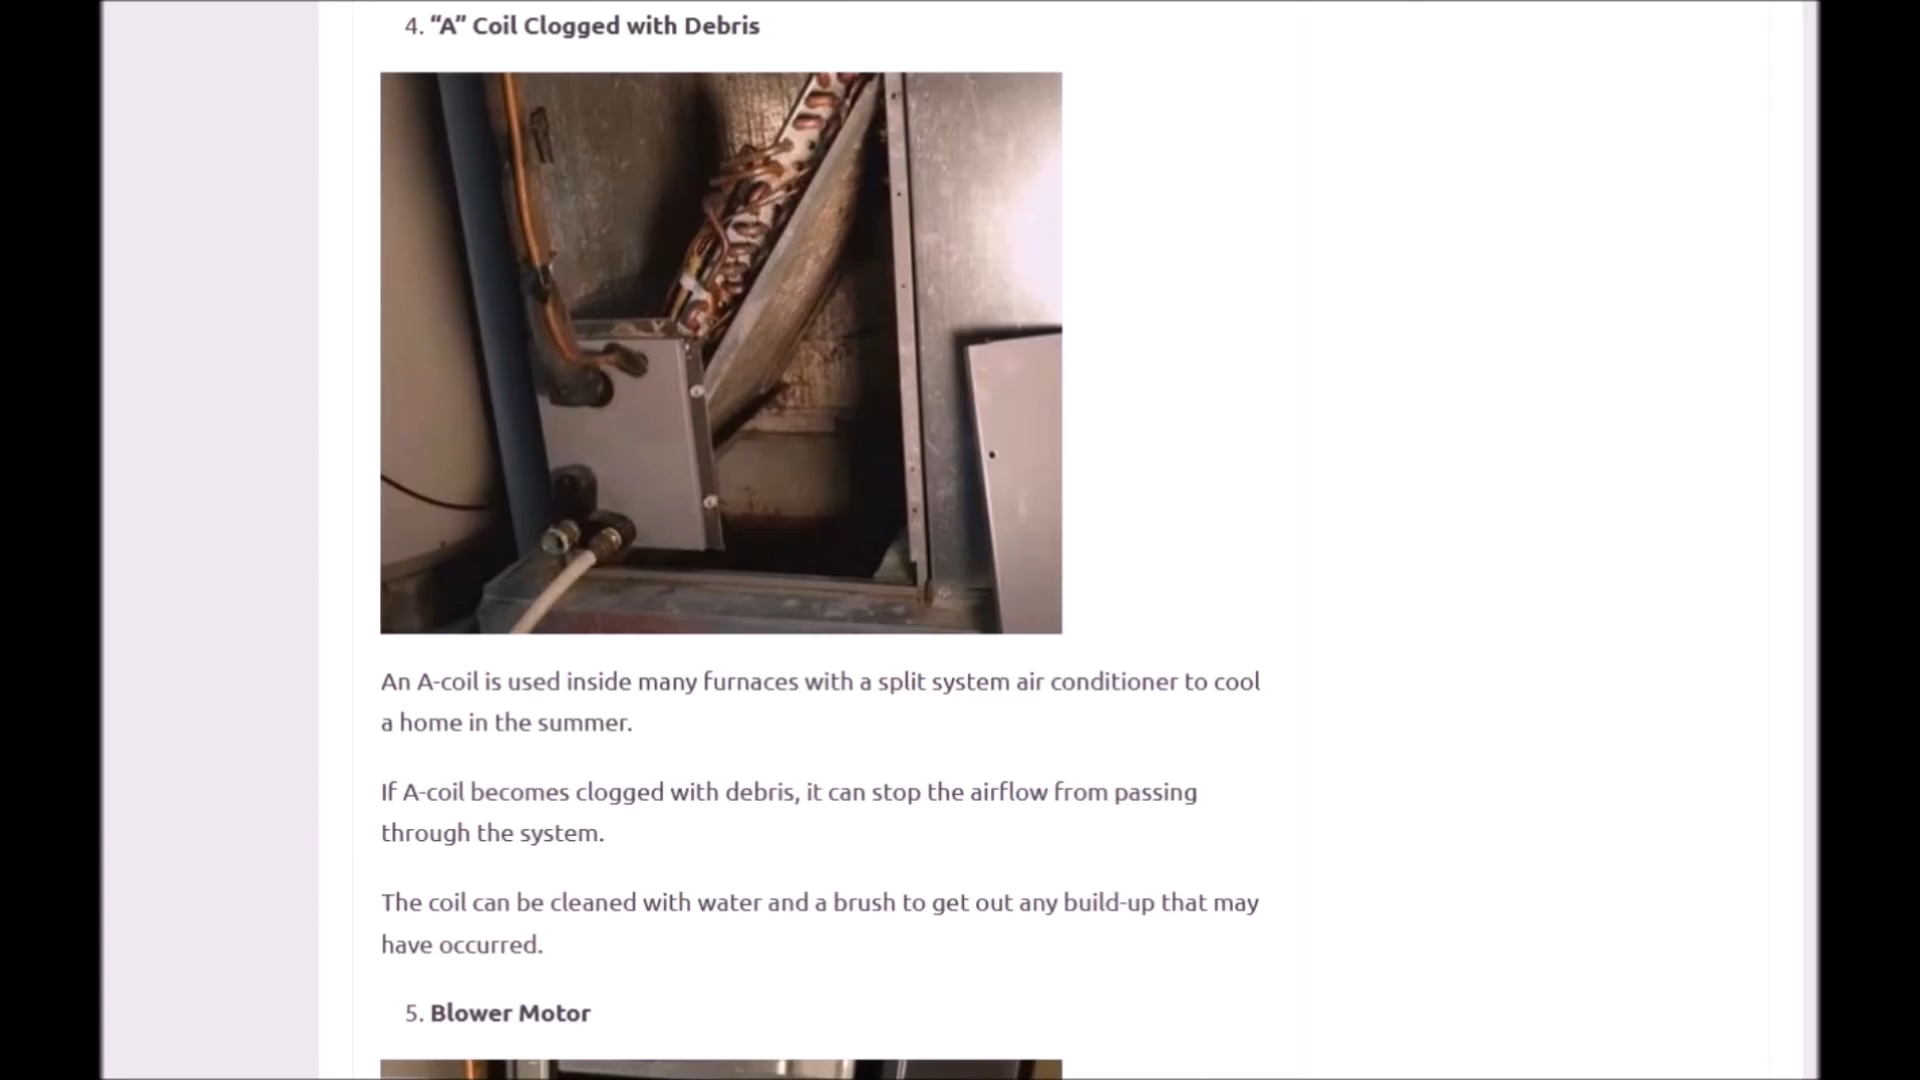 4. “A” Coil Clogged with Debris
An A-coil is used inside many furnaces with a split system air conditioner to cool
a home in the summer.
If A-coil becomes clogged with debris, it can stop the airflow from passing
through the system.
The coil can be cleaned with water and a brush to get out any build-up that may
have occurred.
5. Blower Motor